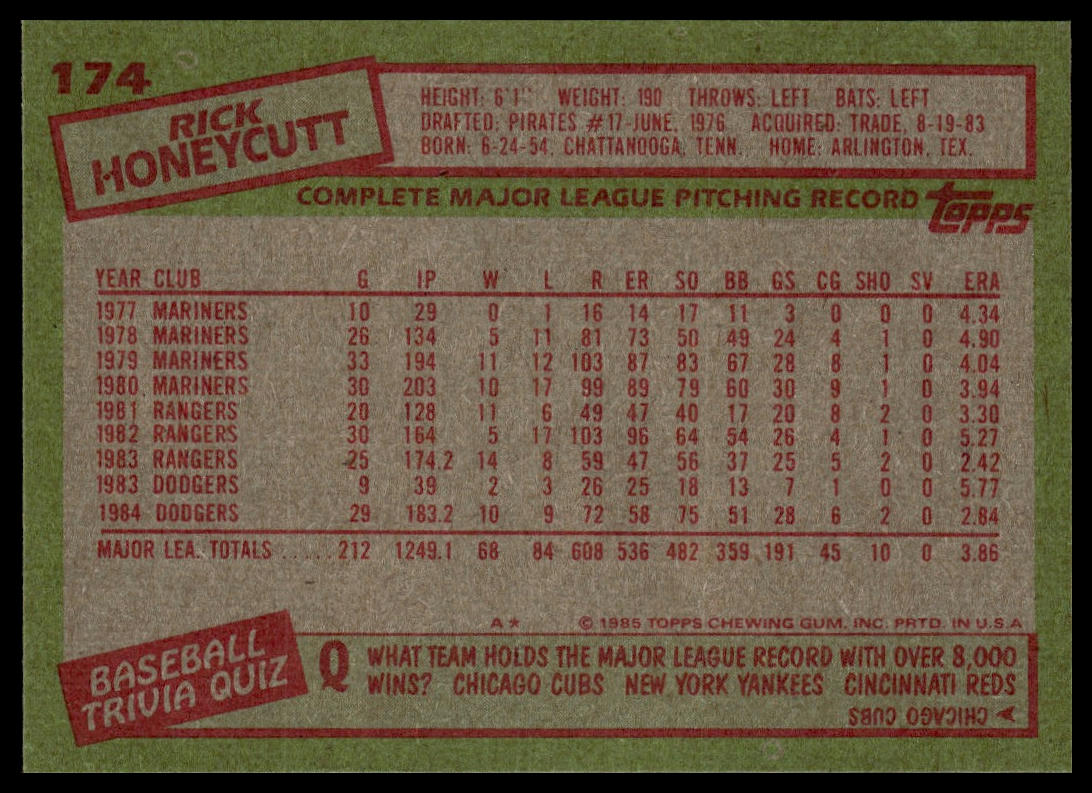 174
RICK
HONEYCUTT
HEIGHT: 6'1" WEIGHT: 190 THROWS: LEFT BATS: LEFT
DRAFTED: PIRATES #17-JUNE, 1976 ACQUIRED: TRADE, 8-19-83
BORN: 6-24-54, CHATTANOOGA, TENN. HOME: ARLINGTON, TEX.
COMPLETE MAJOR LEAGUE PITCHING RECORD topps
YEAR CLUB G IP W L R ER SO BB GS CG SHO SV ERA
1977 MARINERS 10 29 0 1 16 14 17 11 3 0 0 0 4.34
1978 MARINERS 26 134 5 11 81 73 50 49 24 4 1 0 4.90
1979 MARINERS 33 194 11 12 103 87 83 67 28 8 1 0 4.04
1980 MARINERS 30 203 10 17 99 89 79 60 30 9 1 0 3.94
1981 RANGERS 20 128 11 6 49 47 40 17 20 8 2 0 3.30
1982 RANGERS 30 164 5 17 103 96 64 54 26 4 1 0 5.27
1983 RANGERS 25 174.2 14 8 59 47 56 37 25 5 2 0 2.42
1983 DODGERS 9 39 2 3 26 25 18 13 7 1 0 0 5.77
1984 DODGERS 29 183.2 10 9 72 58 75 51 28 6 2 0 2.84
MAJOR LEA. TOTALS ..... 212 1249.1 68 84 608 536 482 359 191 45 10 0 3.86
A* © 1985 TOPPS CHEWING GUM, INC. PRTD. IN U.S.A
BASEBALL
TRIVIA QUIZ
Q WHAT TEAM HOLDS THE MAJOR LEAGUE RECORD WITH OVER 8,000
WINS? CHICAGO CUBS NEW YORK YANKEES CINCINNATI REDS
A CHICAGO CUBS